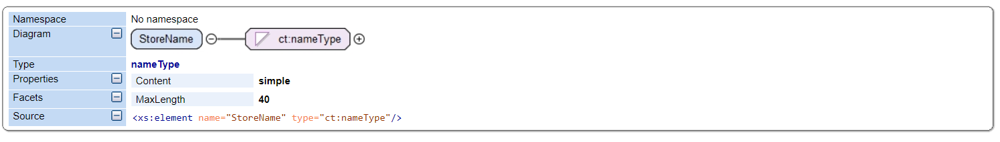 Namespace No namespace
Diagram StoreName ct:nameType
Type nameType
Properties Content simple
Facets MaxLength 40
Source <xs:element name="StoreName" type="ct:nameType"/>